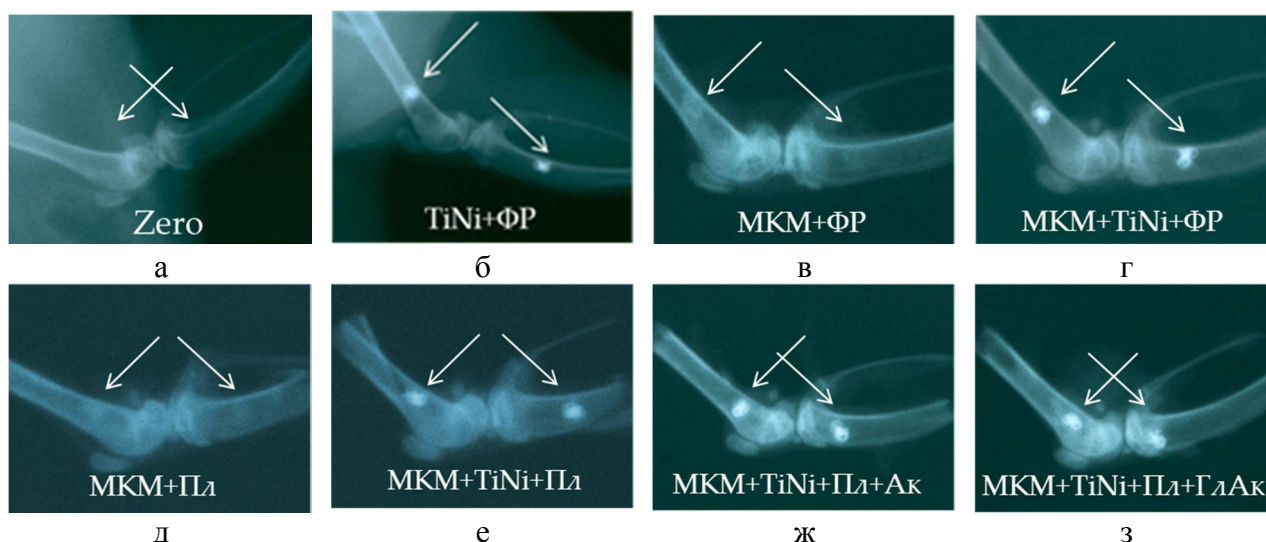 Zero
TiNi+ФР
МКМ+ФР
МКМ+TiNi+ФР
а
б
в
г
МКМ+Пл
МКМ+TiNi+Пл
МКМ+TiNi+Пл+Ак
МКМ+TiNi+Пл+ГлАк
д
е
ж
з